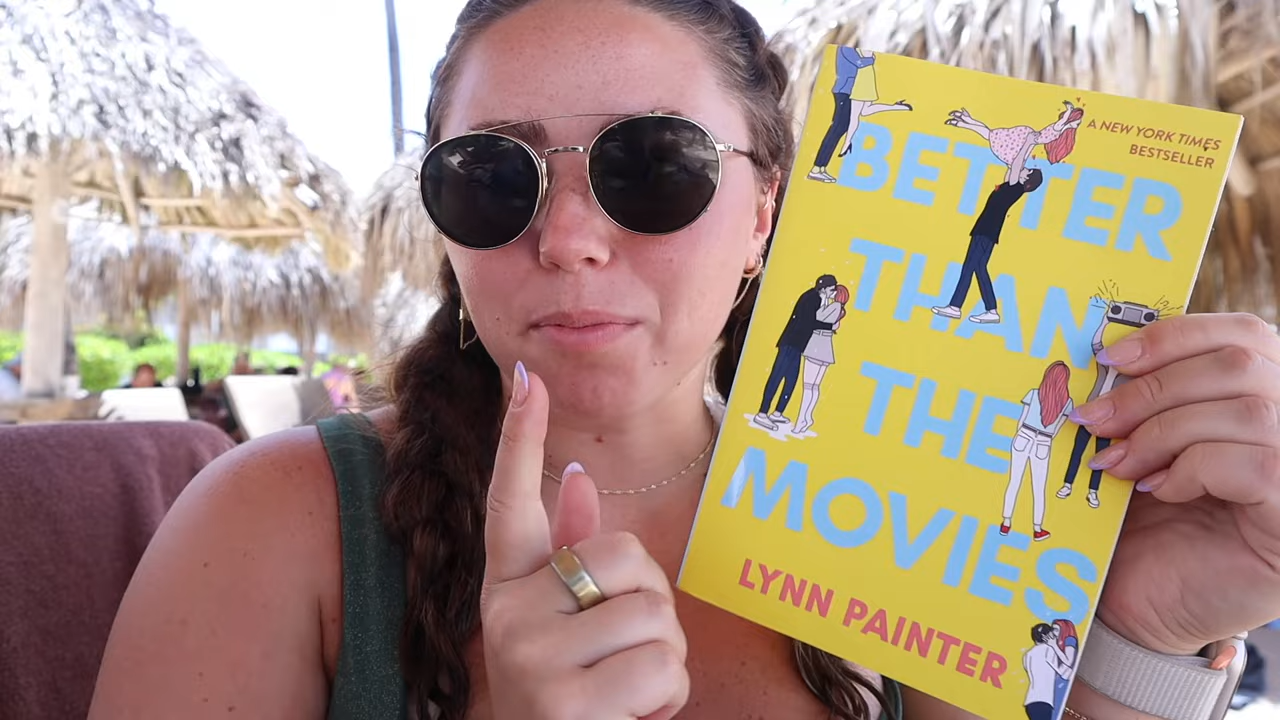 A NEW YORK TIMES
BESTSELLER
BETTER
THAN
THE
MOVIES
LYNN PAINTER